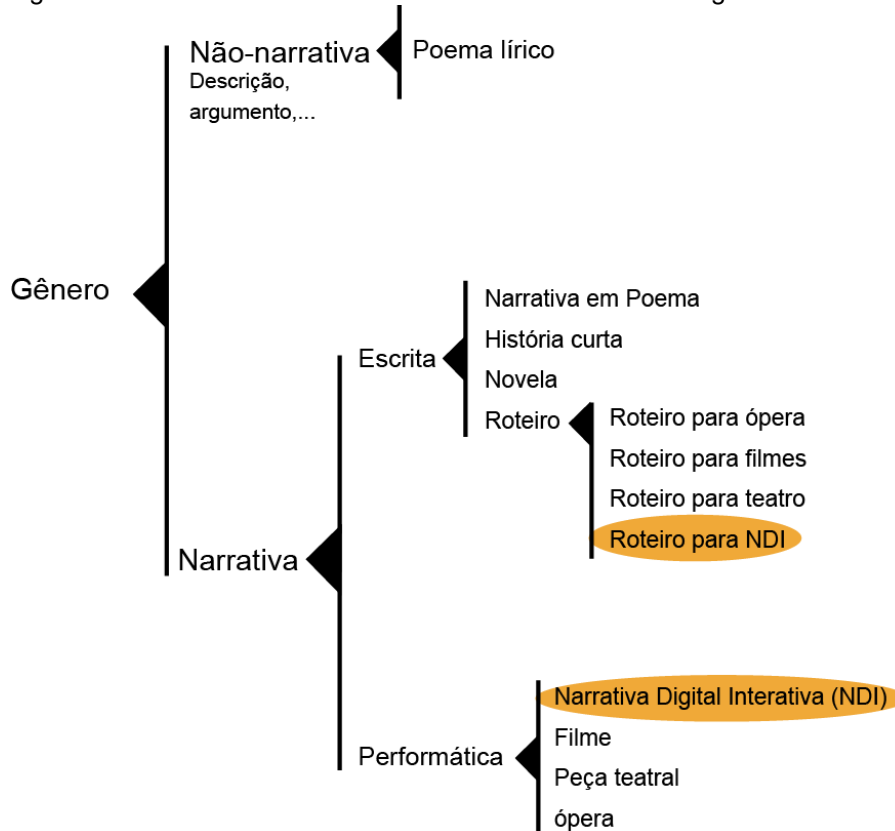 Não-narrativa
Descrição,
argumento,...
Poema lírico
Gênero
Narrativa
Escrita
Narrativa em Poema
História curta
Novela
Roteiro
Roteiro para ópera
Roteiro para filmes
Roteiro para teatro
Roteiro para NDI
Performática
Narrativa Digital Interativa (NDI)
Filme
Peça teatral
ópera